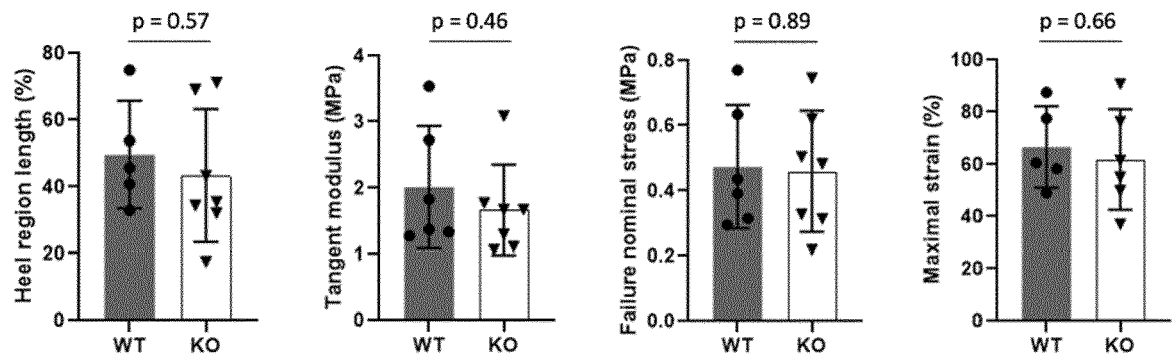 p = 0.57
Heel region length (%)
80
60
40
20
0
WT KO
p = 0.46
Tangent modulus (MPa)
4
3
2
1
0
WT KO
p = 0.89
Failure nominal stress (MPa)
0.8
0.6
0.4
0.2
0.0
WT KO
p = 0.66
Maximal strain (%)
100
80
60
40
20
0
WT KO